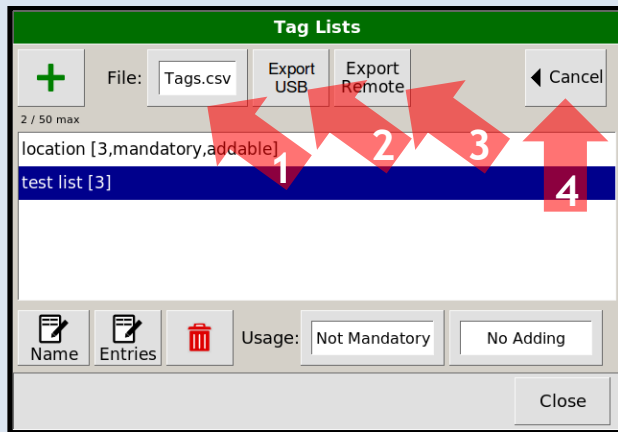 Tag Lists
File: Tags.csv Export USB Export Remote Cancel
2 / 50 max
1 2 3 4
location [3,mandatory,addable]
test list [3]
Name Entries Usage: Not Mandatory No Adding
Close